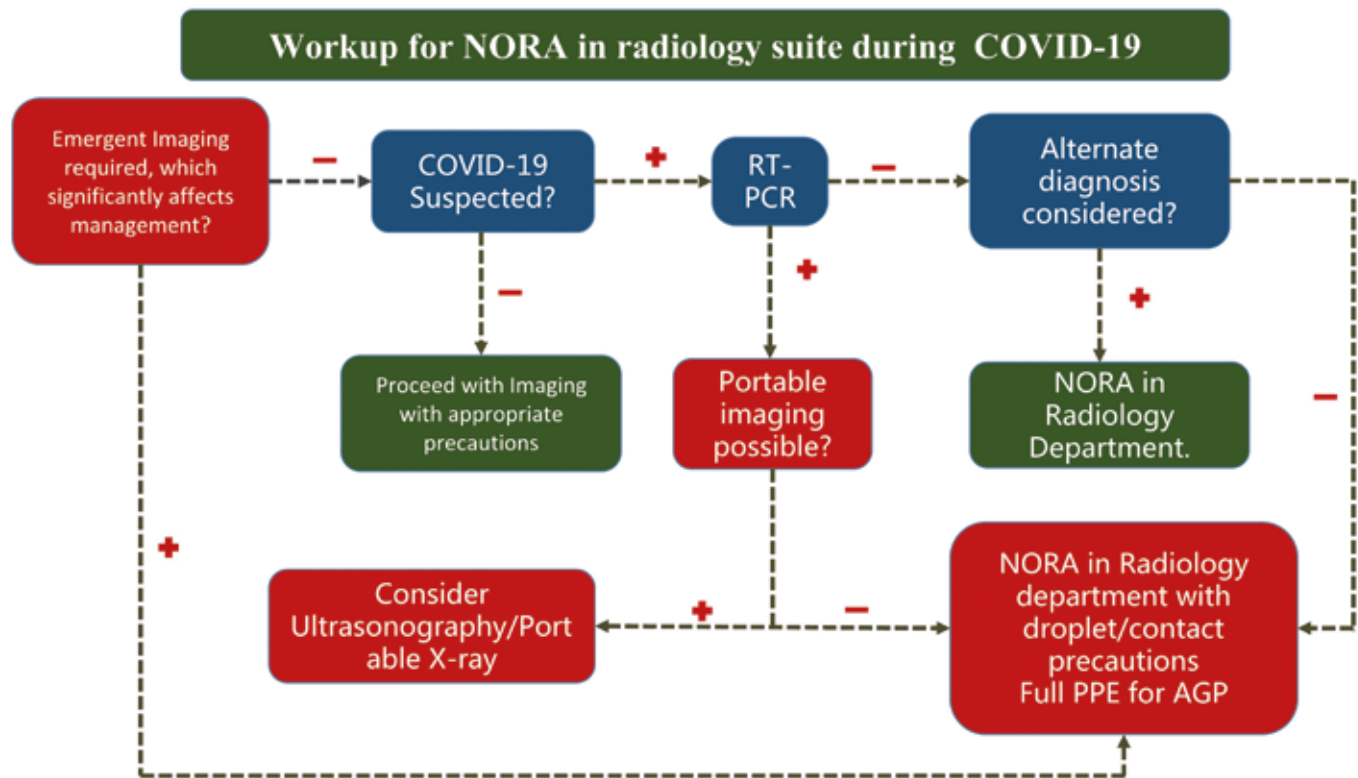 Workup for NORA in radiology suite during COVID-19
Emergent Imaging
required, which
significantly affects
management?
−
COVID-19
Suspected?
+
RT-
PCR
−
Alternate
diagnosis
considered?
−
+
+
−
Proceed with Imaging
with appropriate
precautions
Portable
imaging
possible?
NORA in
Radiology
Department.
+
Consider
Ultrasonography/Port
able X-ray
+
−
NORA in Radiology
department with
droplet/contact
precautions
Full PPE for AGP